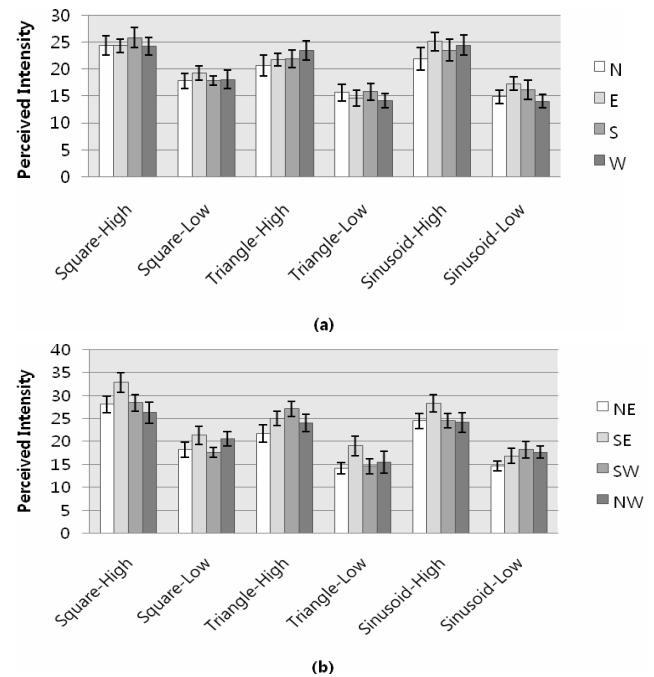 30
25
20
15
10
5
0
Perceived Intensity
Square-High
Square-Low
Triangle-High
Triangle-Low
Sinusoid-High
Sinusoid-Low
N
E
S
W
(a)
40
35
30
25
20
15
10
5
0
Perceived Intensity
Square-High
Square-Low
Triangle-High
Triangle-Low
Sinusoid-High
Sinusoid-Low
NE
SE
SW
NW
(b)